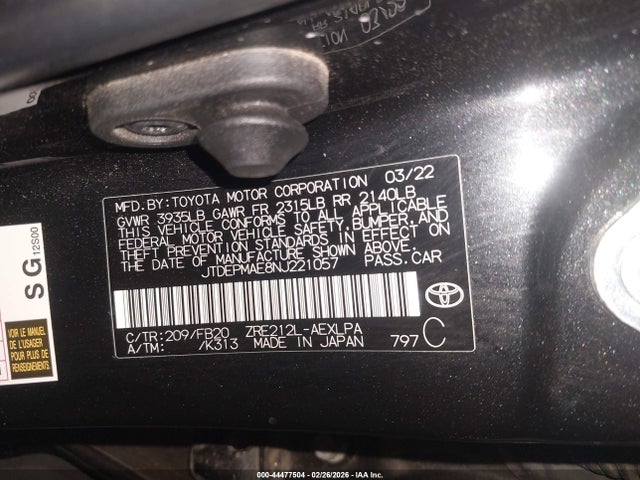 MFD.BY:TOYOTA MOTOR CORPORATION 03/22
GVWR 3935LB GAWR FR 2315LB RR 2140LB
THIS VEHICLE CONFORMS TO ALL APPLICABLE
FEDERAL MOTOR VEHICLE SAFETY,BUMPER,AND
THEFT PREVENTION STANDARDS IN EFFECT ON
THE DATE OF MANUFACTURE SHOWN ABOVE.
JTDEPMAE8NJ221057 PASS.CAR
C/TR:209/FB20 ZRE212L-AEXLPA
A/TM: /K313 MADE IN JAPAN 797 C
SG 12S00
VOIR LE MANUEL
DE L'USAGER
POUR PLUS DE
RENSEIGNEMENTS
000-44477504 | 02/26/2026 | IAA Inc.